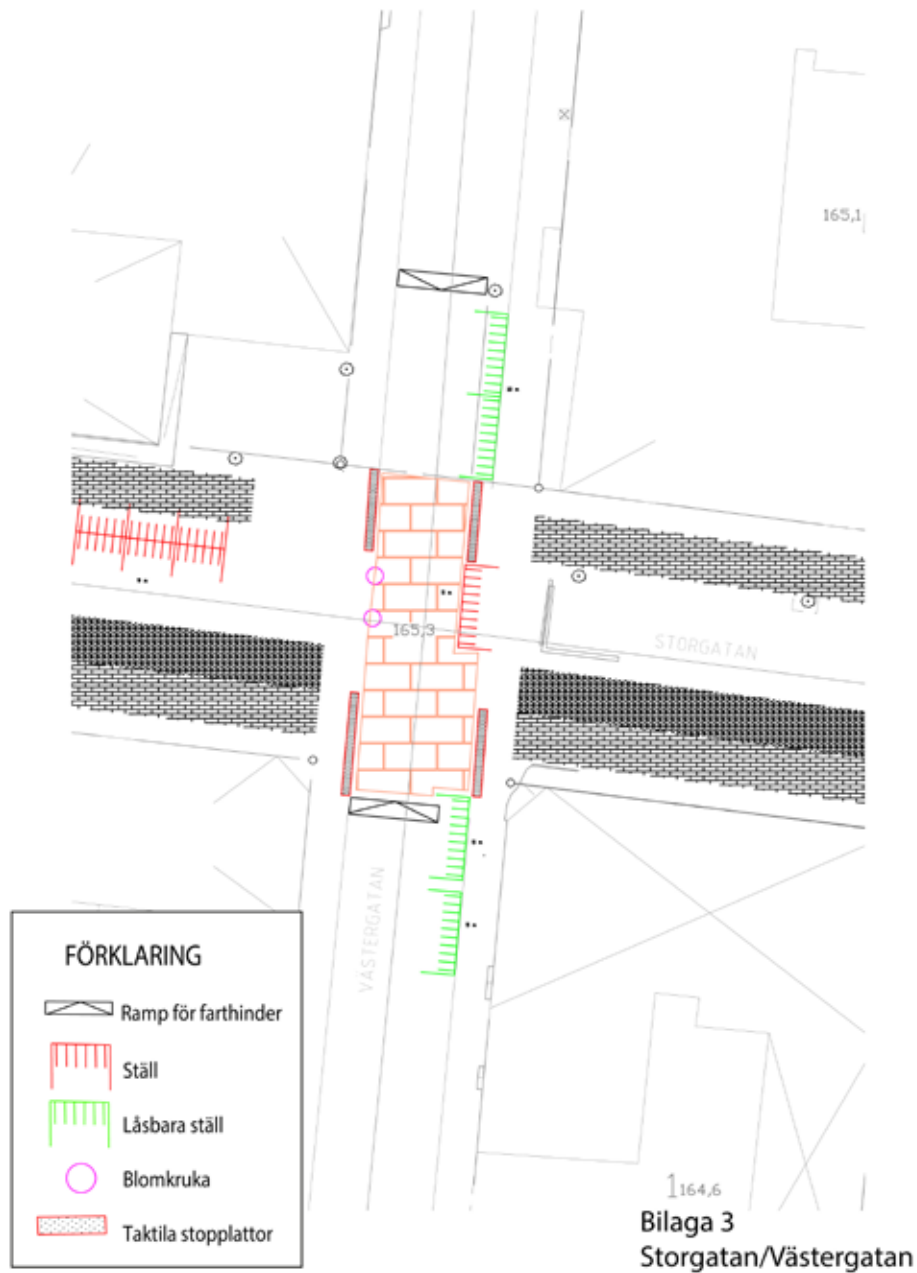 165,1
165,3
STORGATAN
VÄSTERGATAN
FÖRKLARING
Ramp för farthinder
Ställ
Låsbara ställ
Blomkruka
Taktila stopplattor
164,6
Bilaga 3
Storgatan/Västergatan